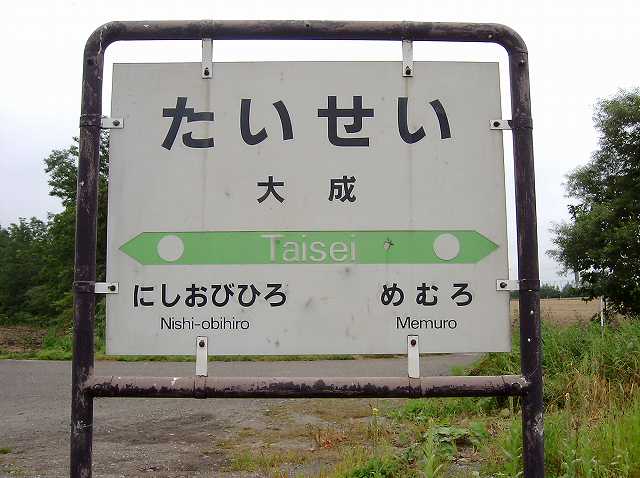 たいせい
大成
Taisei
にしおびひろ めむろ
Nishi-obihiro Memuro